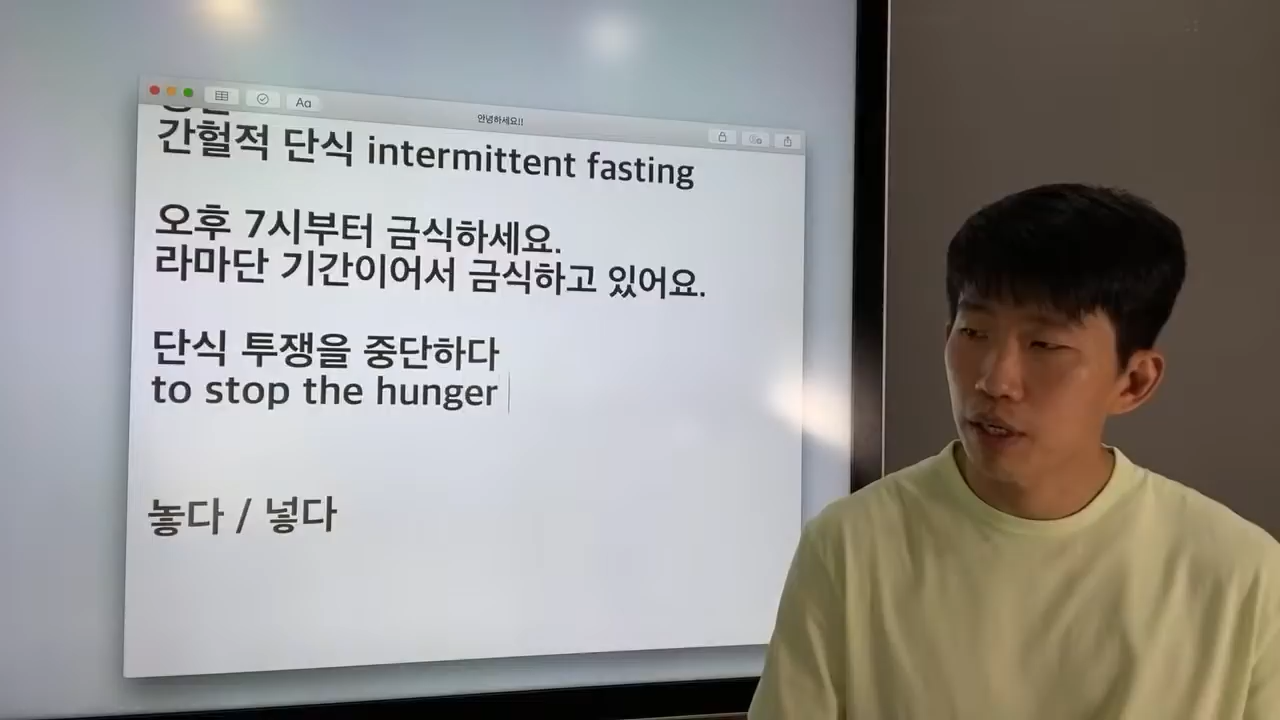 Aa
안녕하세요!!
간헐적 단식 intermittent fasting
오후 7시부터 금식하세요.
라마단 기간이어서 금식하고 있어요.
단식 투쟁을 중단하다
to stop the hunger
놓다 / 넣다